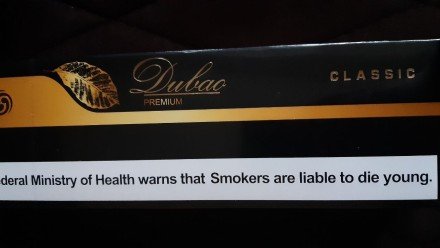 Dubao
PREMIUM
CLASSIC
ederal Ministry of Health warns that Smokers are liable to die young.